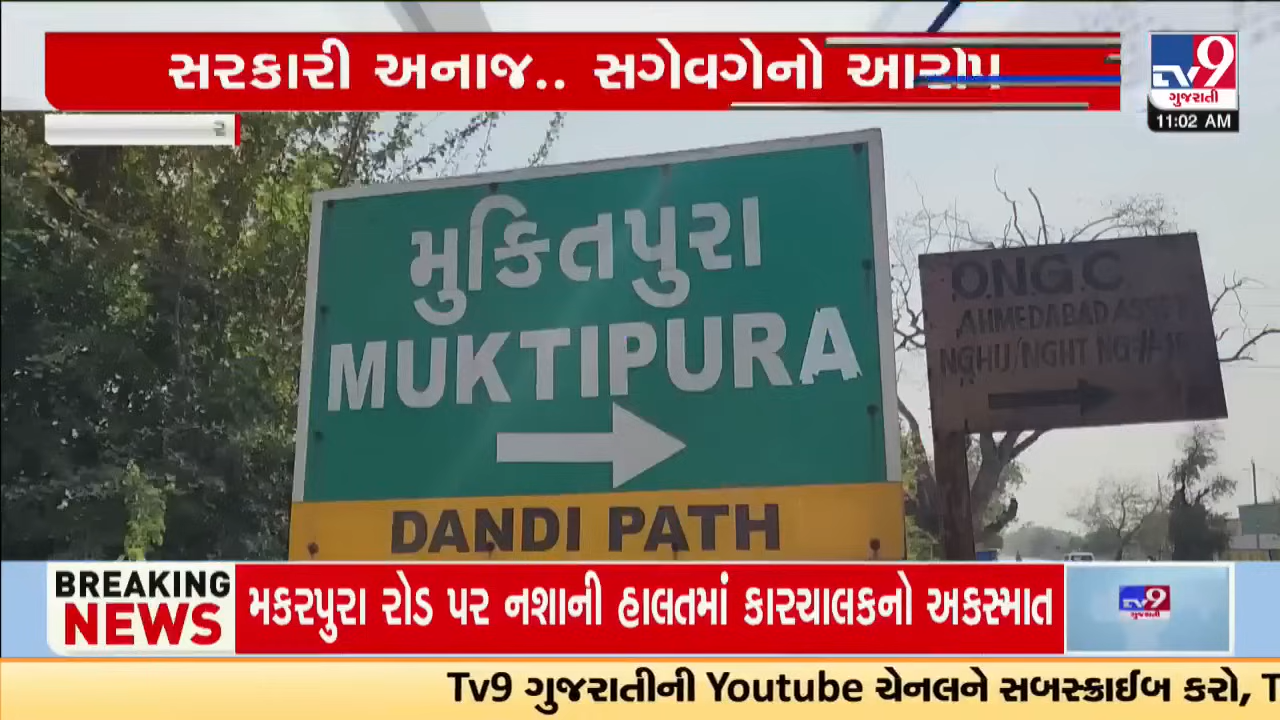 સરકારી અનાજ.. સગેવગેનો આરોપ
TV9
ગુજરાતી
11:02 AM
મુકિતપુરા
MUKTIPURA
DANDI PATH
O.N.G.C
AHMEDABAD ASSET
BREAKING NEWS
મકરપુરા રોડ પર નશાની હાલતમાં કારચાલકનો અકસ્માત
TV9
ગુજરાતી
Tv9 ગુજરાતીની Youtube ચેનલને સબસ્ક્રાઈબ કરો, T